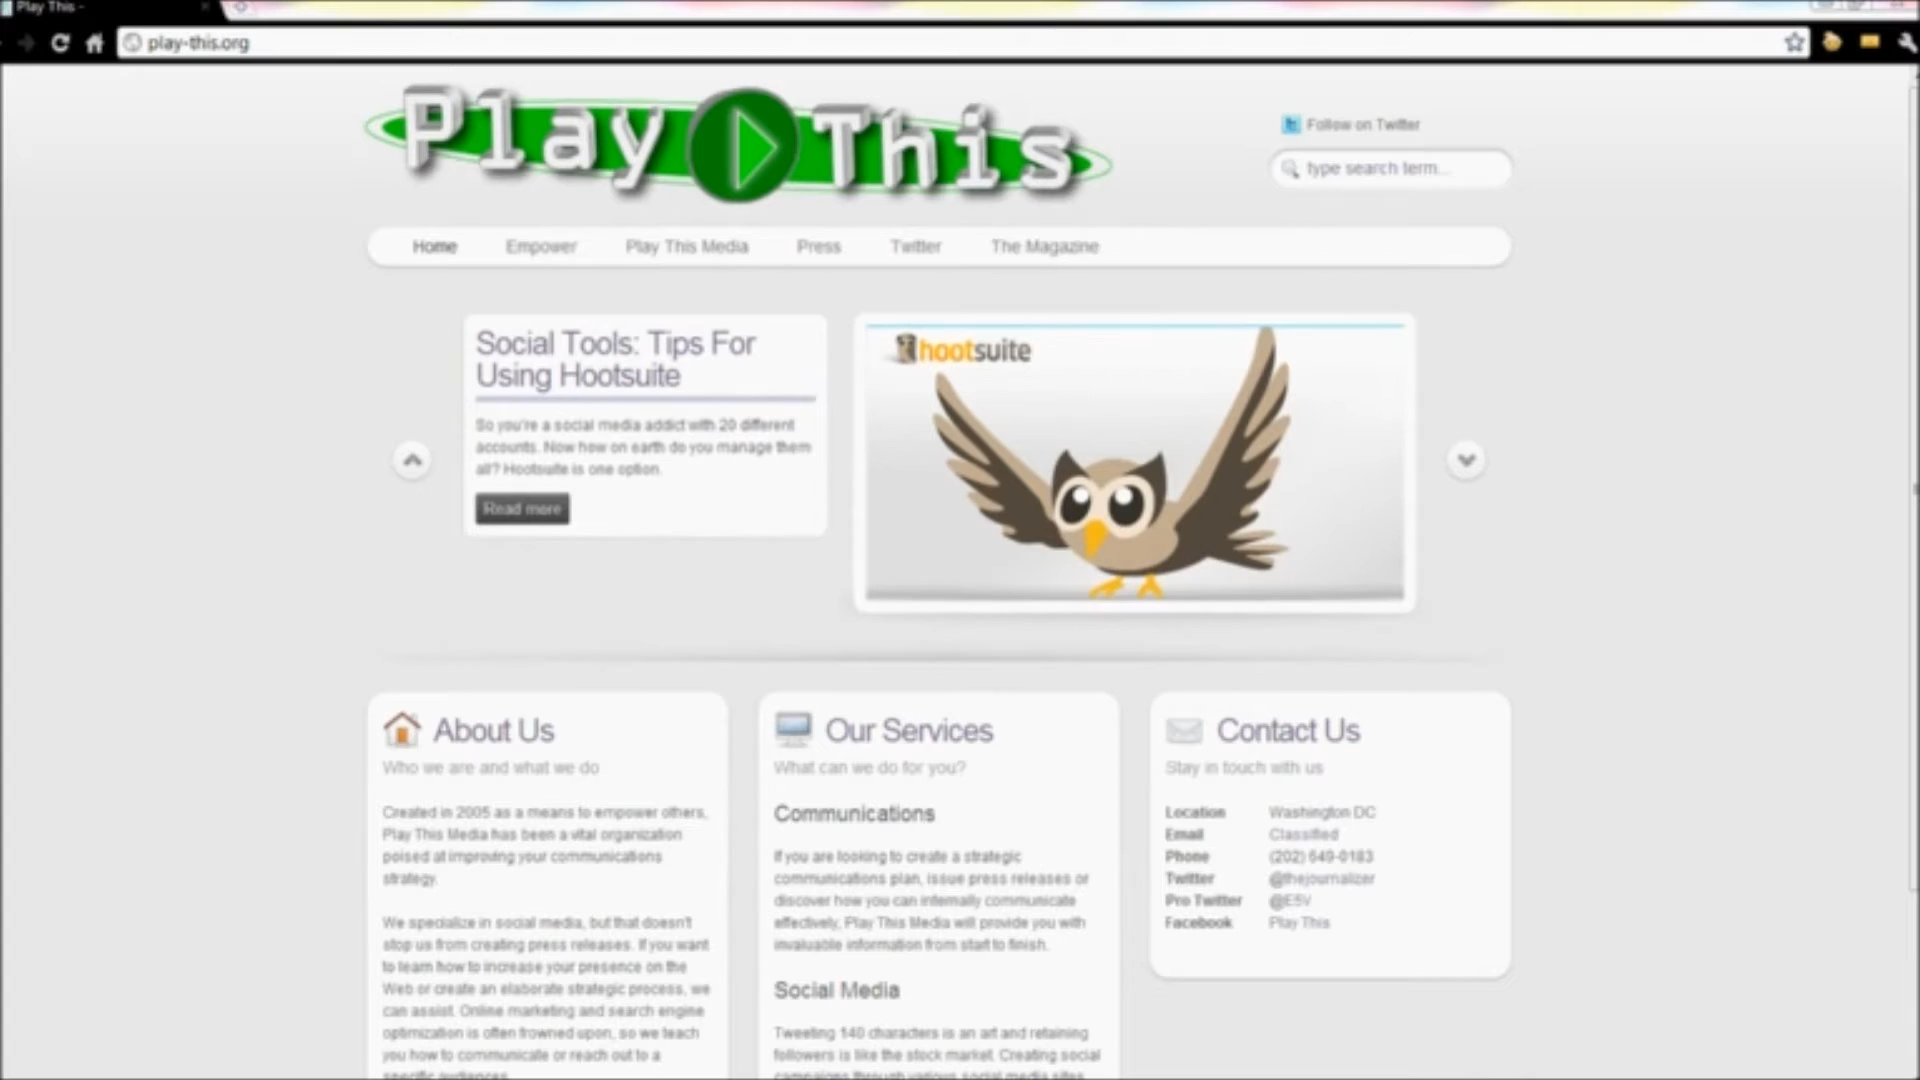 Play This -
play-this.org
Play This
Follow on Twitter
type search term...
Home Empower Play This Media Press Twitter The Magazine
Social Tools: Tips For
Using Hootsuite
So you're a social media addict with 20 different
accounts. Now how on earth do you manage them
all? Hootsuite is one option.
Read more
hootsuite
About Us
Who we are and what we do
Created in 2005 as a means to empower others,
Play This Media has been a vital organization
poised at improving your communications
strategy.
We specialize in social media, but that doesn't
stop us from creating press releases. If you want
to learn how to increase your presence on the
Web or create an elaborate strategic process, we
can assist. Online marketing and search engine
optimization is often frowned upon, so we teach
you how to communicate or reach out to a
specific audiences.
Our Services
What can we do for you?
Communications
If you are looking to create a strategic
communications plan, issue press releases or
discover how you can internally communicate
effectively, Play This Media will provide you with
invaluable information from start to finish.
Social Media
Tweeting 140 characters is an art and retaining
followers is like the stock market. Creating social
campaigns through various social media sites
Contact Us
Stay in touch with us
Location Washington DC
Email Classified
Phone (202) 649-0183
Twitter @thejournalizer
Pro Twitter @E5V
Facebook Play This